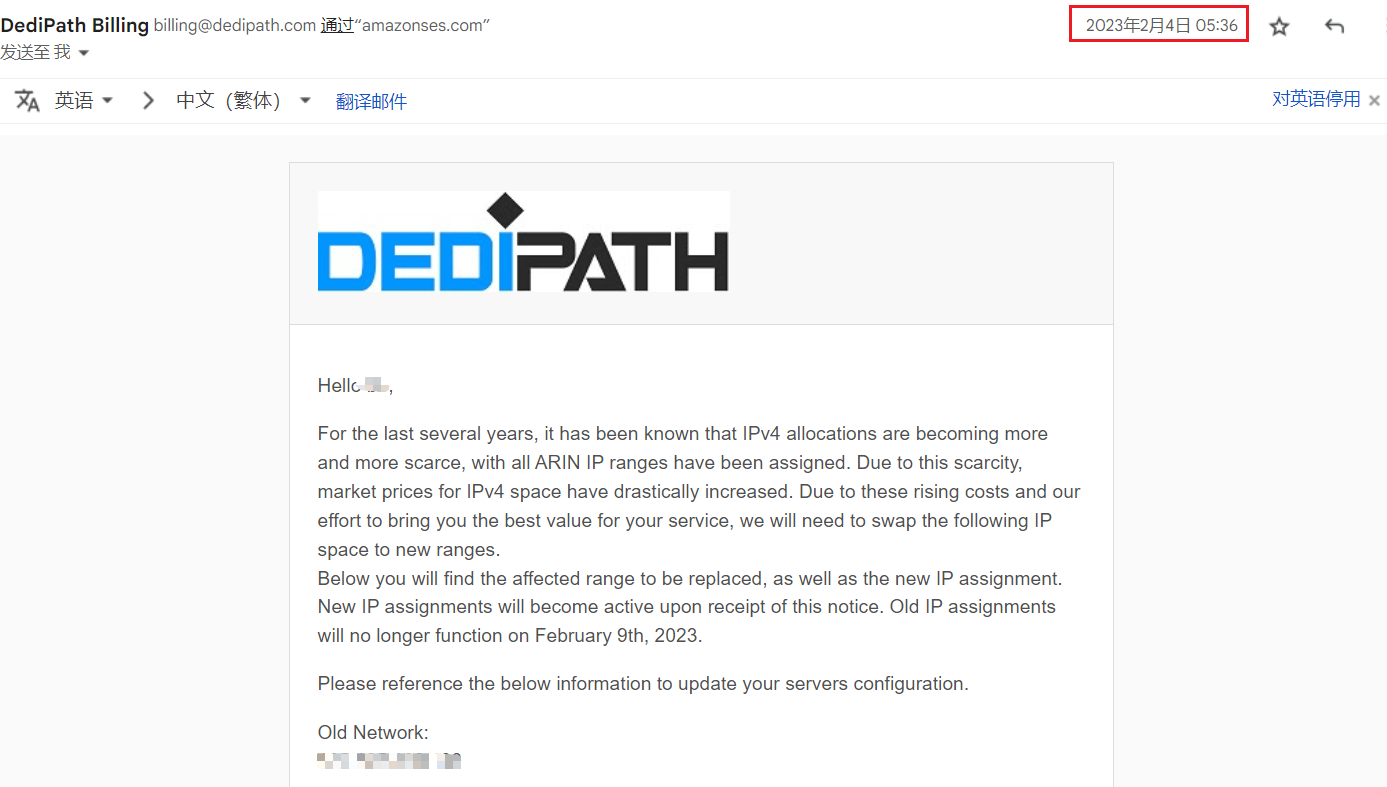 DediPath Billing billing@dedipath.com 通过“amazonses.com” 2023年2月4日 05:36
发送至 我
英语 中文（繁体） 翻译邮件 对英语停用
DEDIPATH
Hello ,
For the last several years, it has been known that IPv4 allocations are becoming more
and more scarce, with all ARIN IP ranges have been assigned. Due to this scarcity,
market prices for IPv4 space have drastically increased. Due to these rising costs and our
effort to bring you the best value for your service, we will need to swap the following IP
space to new ranges.
Below you will find the affected range to be replaced, as well as the new IP assignment.
New IP assignments will become active upon receipt of this notice. Old IP assignments
will no longer function on February 9th, 2023.
Please reference the below information to update your servers configuration.
Old Network: